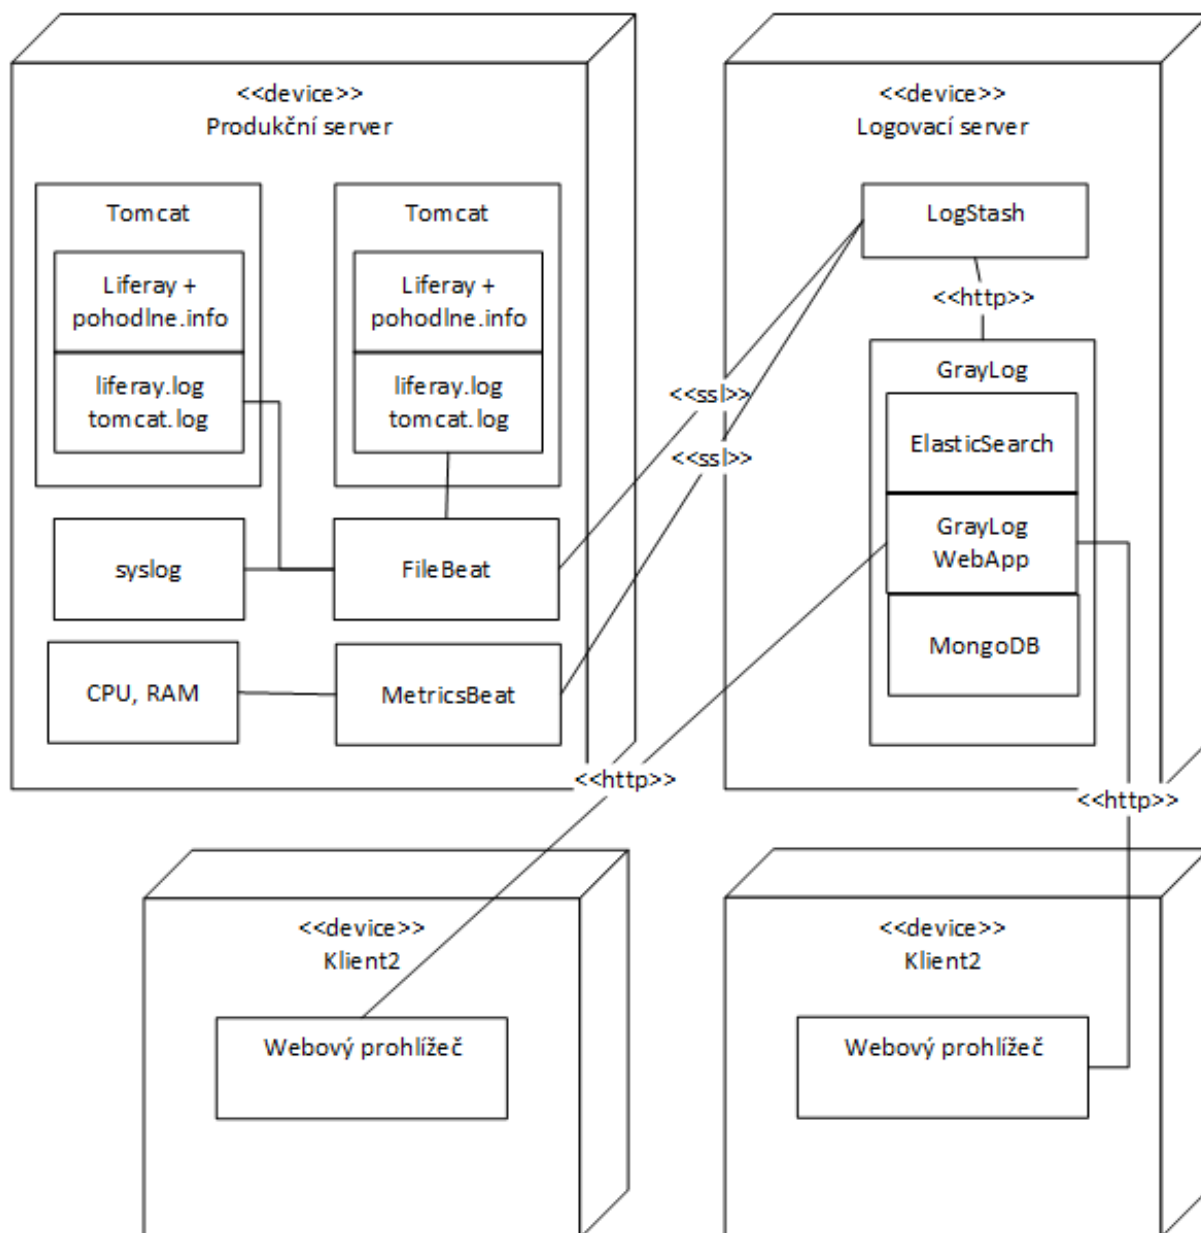 <<device>>
Produkční server
Tomcat
Liferay +
pohodlne.info
liferay.log
tomcat.log
Tomcat
Liferay +
pohodlne.info
liferay.log
tomcat.log
syslog
FileBeat
CPU, RAM
MetricsBeat
<<device>>
Logovací server
LogStash
<<http>>
GrayLog
ElasticSearch
GrayLog
WebApp
MongoDB
<<ssl>>
<<ssl>>
<<http>>
<<http>>
<<device>>
Klient2
Webový prohlížeč
<<device>>
Klient2
Webový prohlížeč